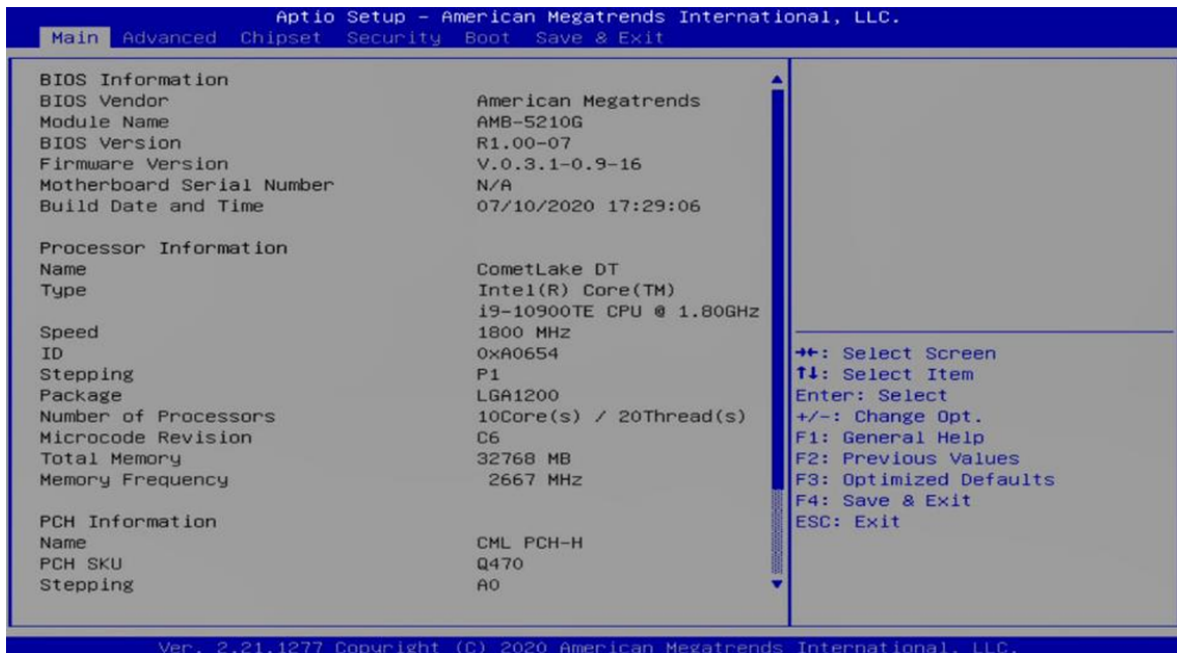 Aptio Setup – American Megatrends International, LLC.
Main Advanced Chipset Security Boot Save & Exit
BIOS Information
BIOS Vendor American Megatrends
Module Name AMB-5210G
BIOS Version R1.00-07
Firmware Version V.0.3.1-0.9-16
Motherboard Serial Number N/A
Build Date and Time 07/10/2020 17:29:06
Processor Information
Name CometLake DT
Type Intel(R) Core(TM)
i9-10900TE CPU @ 1.80GHz
Speed 1800 MHz
ID 0xA0654
Stepping P1
Package LGA1200
Number of Processors 10Core(s) / 20Thread(s)
Microcode Revision C6
Total Memory 32768 MB
Memory Frequency 2667 MHz
PCH Information
Name CML PCH-H
PCH SKU Q470
Stepping A0
→←: Select Screen
↑↓: Select Item
Enter: Select
+/-: Change Opt.
F1: General Help
F2: Previous Values
F3: Optimized Defaults
F4: Save & Exit
ESC: Exit
Ver. 2.21.1277 Copyright (C) 2020 American Megatrends International, LLC.